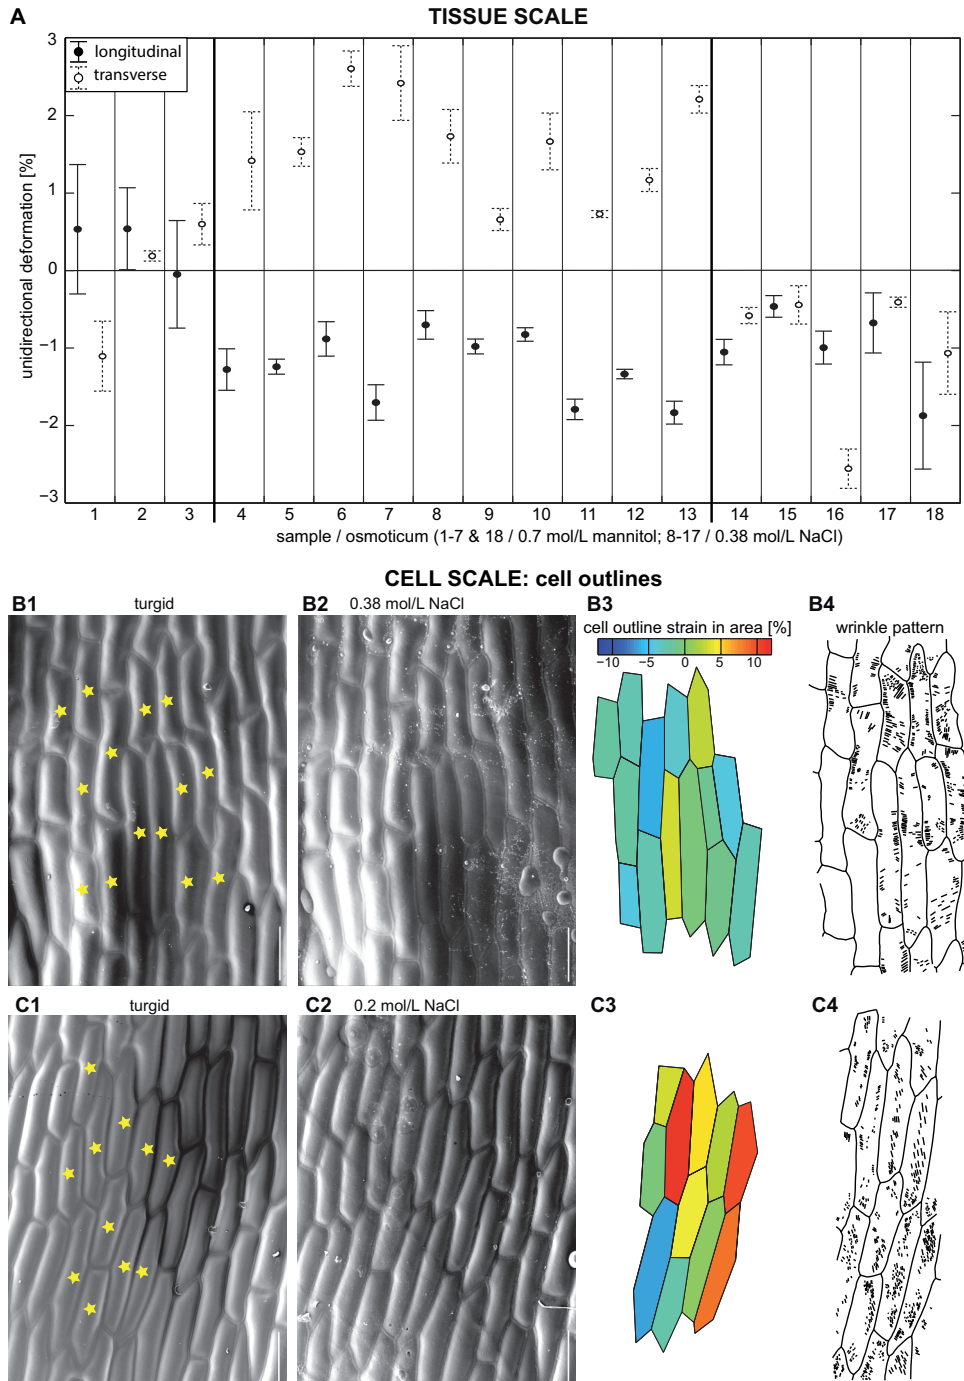 A
TISSUE SCALE
longitudinal
transverse
unidirectional deformation [%]
3
2
1
0
−1
−2
−3
1 2 3 4 5 6 7 8 9 10 11 12 13 14 15 16 17 18
sample / osmoticum (1-7 & 18 / 0.7 mol/L mannitol; 8-17 / 0.38 mol/L NaCl)
CELL SCALE: cell outlines
B1 turgid
B2 0.38 mol/L NaCl
B3
cell outline strain in area [%]
−10 −5 0 5 10
B4
wrinkle pattern
C1 turgid
C2 0.2 mol/L NaCl
C3
C4